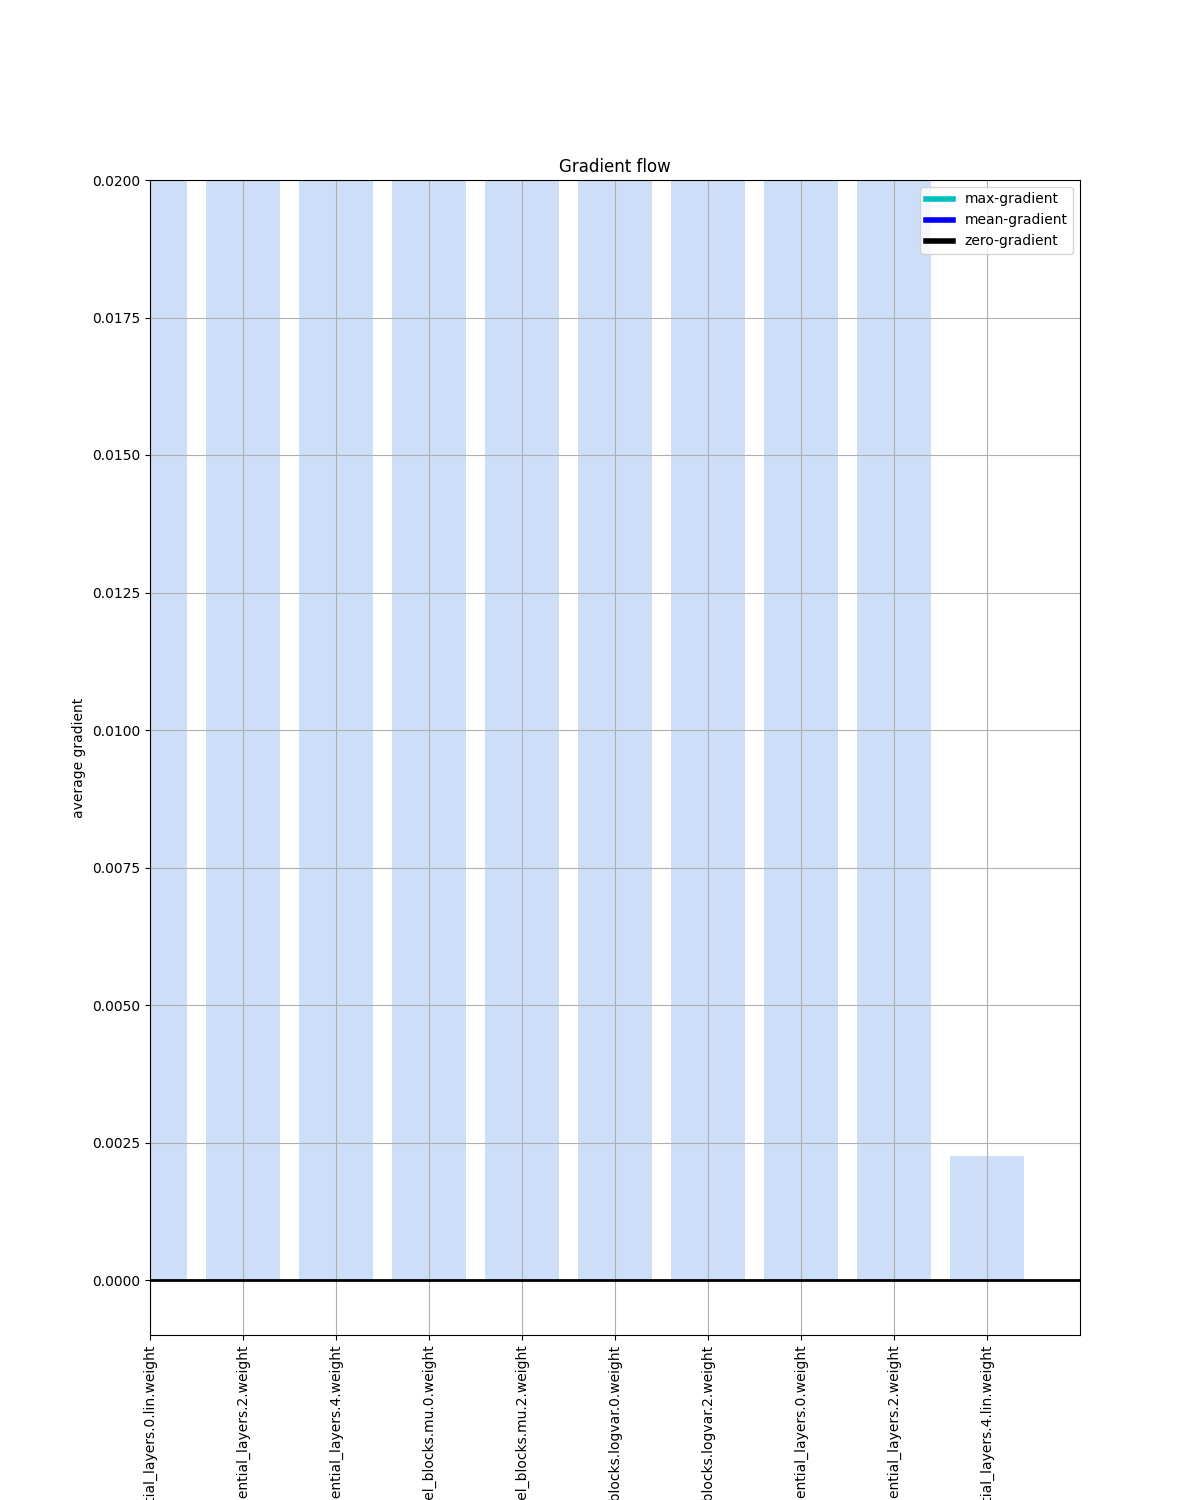 Gradient flow
max-gradient
mean-gradient
zero-gradient
average gradient
0.0200
0.0175
0.0150
0.0125
0.0100
0.0075
0.0050
0.0025
0.0000
tial_layers.0.lin.weight
ential_layers.2.weight
ential_layers.4.weight
el_blocks.mu.0.weight
el_blocks.mu.2.weight
blocks.logvar.0.weight
blocks.logvar.2.weight
ential_layers.0.weight
ential_layers.2.weight
tial_layers.4.lin.weight